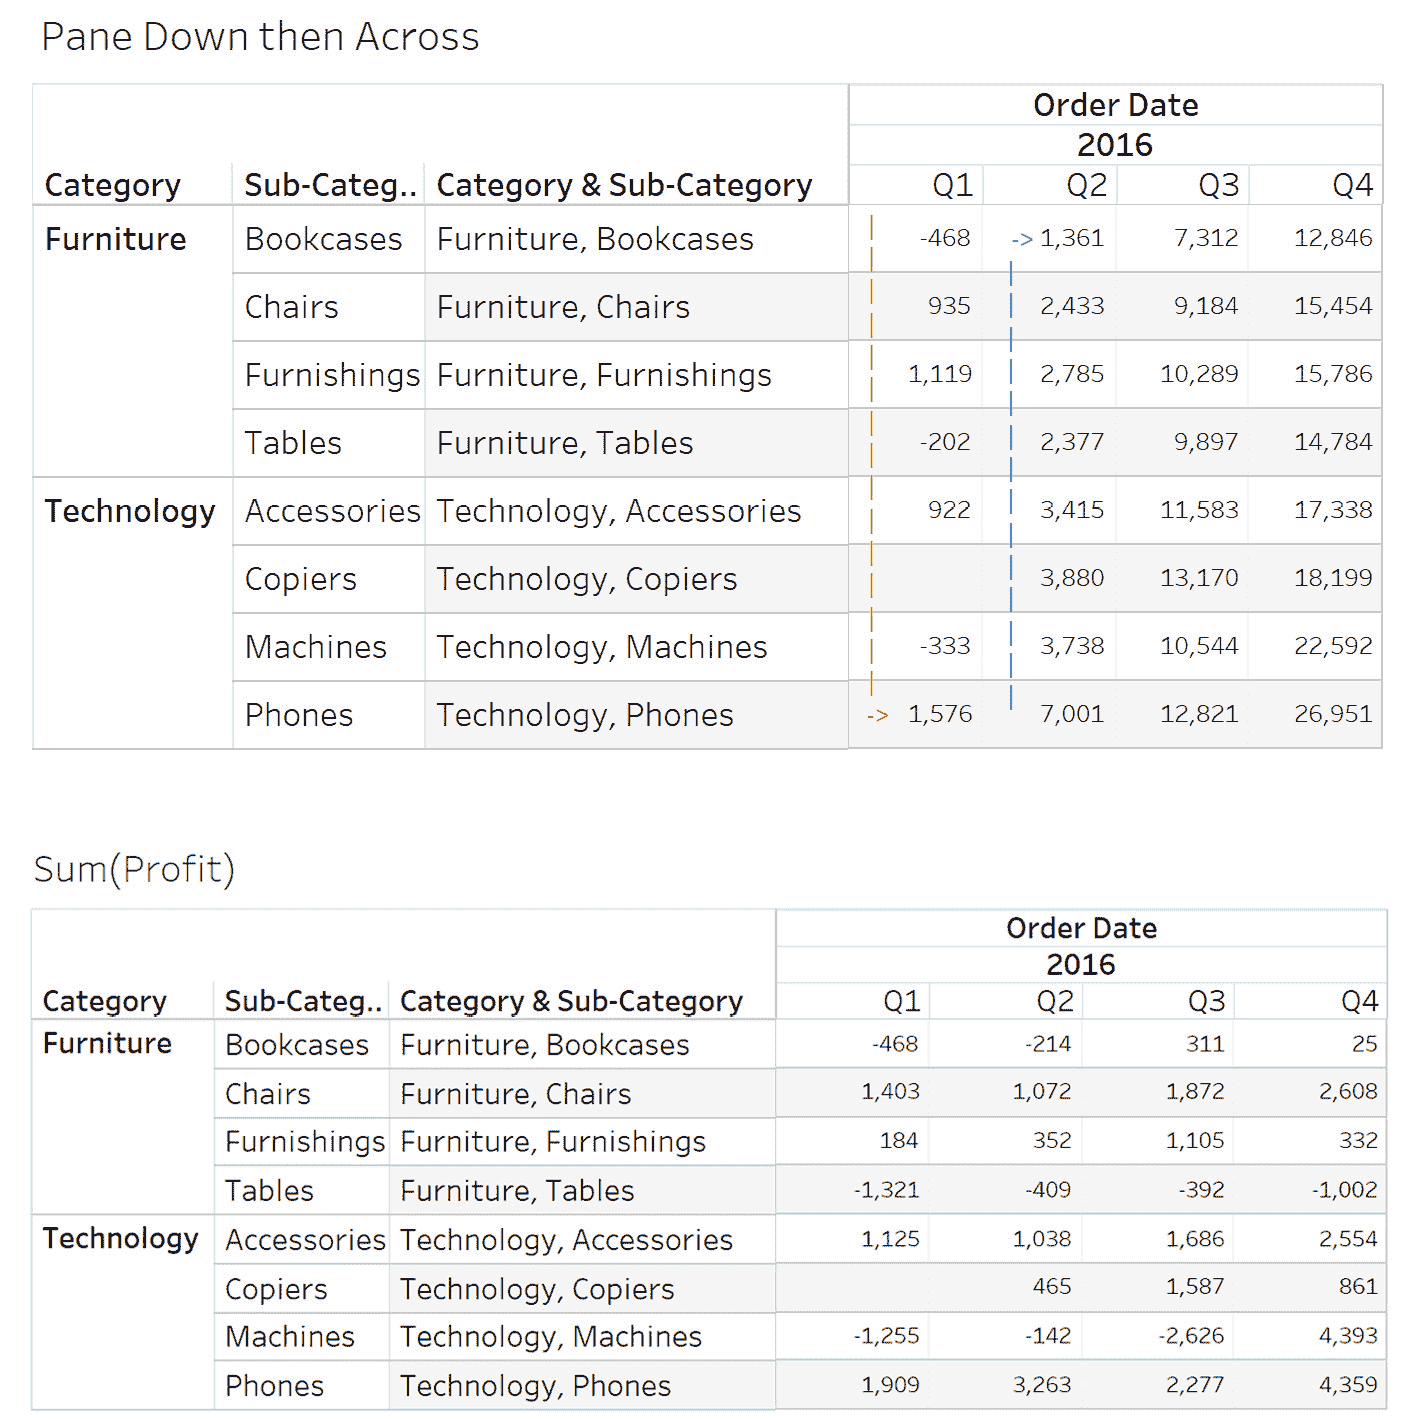 Pane Down then Across
Order Date
2016
Category Sub-Categ.. Category & Sub-Category Q1 Q2 Q3 Q4
Furniture Bookcases Furniture, Bookcases -468 -> 1,361 7,312 12,846
Chairs Furniture, Chairs 935 2,433 9,184 15,454
Furnishings Furniture, Furnishings 1,119 2,785 10,289 15,786
Tables Furniture, Tables -202 2,377 9,897 14,784
Technology Accessories Technology, Accessories 922 3,415 11,583 17,338
Copiers Technology, Copiers 3,880 13,170 18,199
Machines Technology, Machines -333 3,738 10,544 22,592
Phones Technology, Phones -> 1,576 7,001 12,821 26,951
Sum(Profit)
Order Date
2016
Category Sub-Categ.. Category & Sub-Category Q1 Q2 Q3 Q4
Furniture Bookcases Furniture, Bookcases -468 -214 311 25
Chairs Furniture, Chairs 1,403 1,072 1,872 2,608
Furnishings Furniture, Furnishings 184 352 1,105 332
Tables Furniture, Tables -1,321 -409 -392 -1,002
Technology Accessories Technology, Accessories 1,125 1,038 1,686 2,554
Copiers Technology, Copiers 465 1,587 861
Machines Technology, Machines -1,255 -142 -2,626 4,393
Phones Technology, Phones 1,909 3,263 2,277 4,359